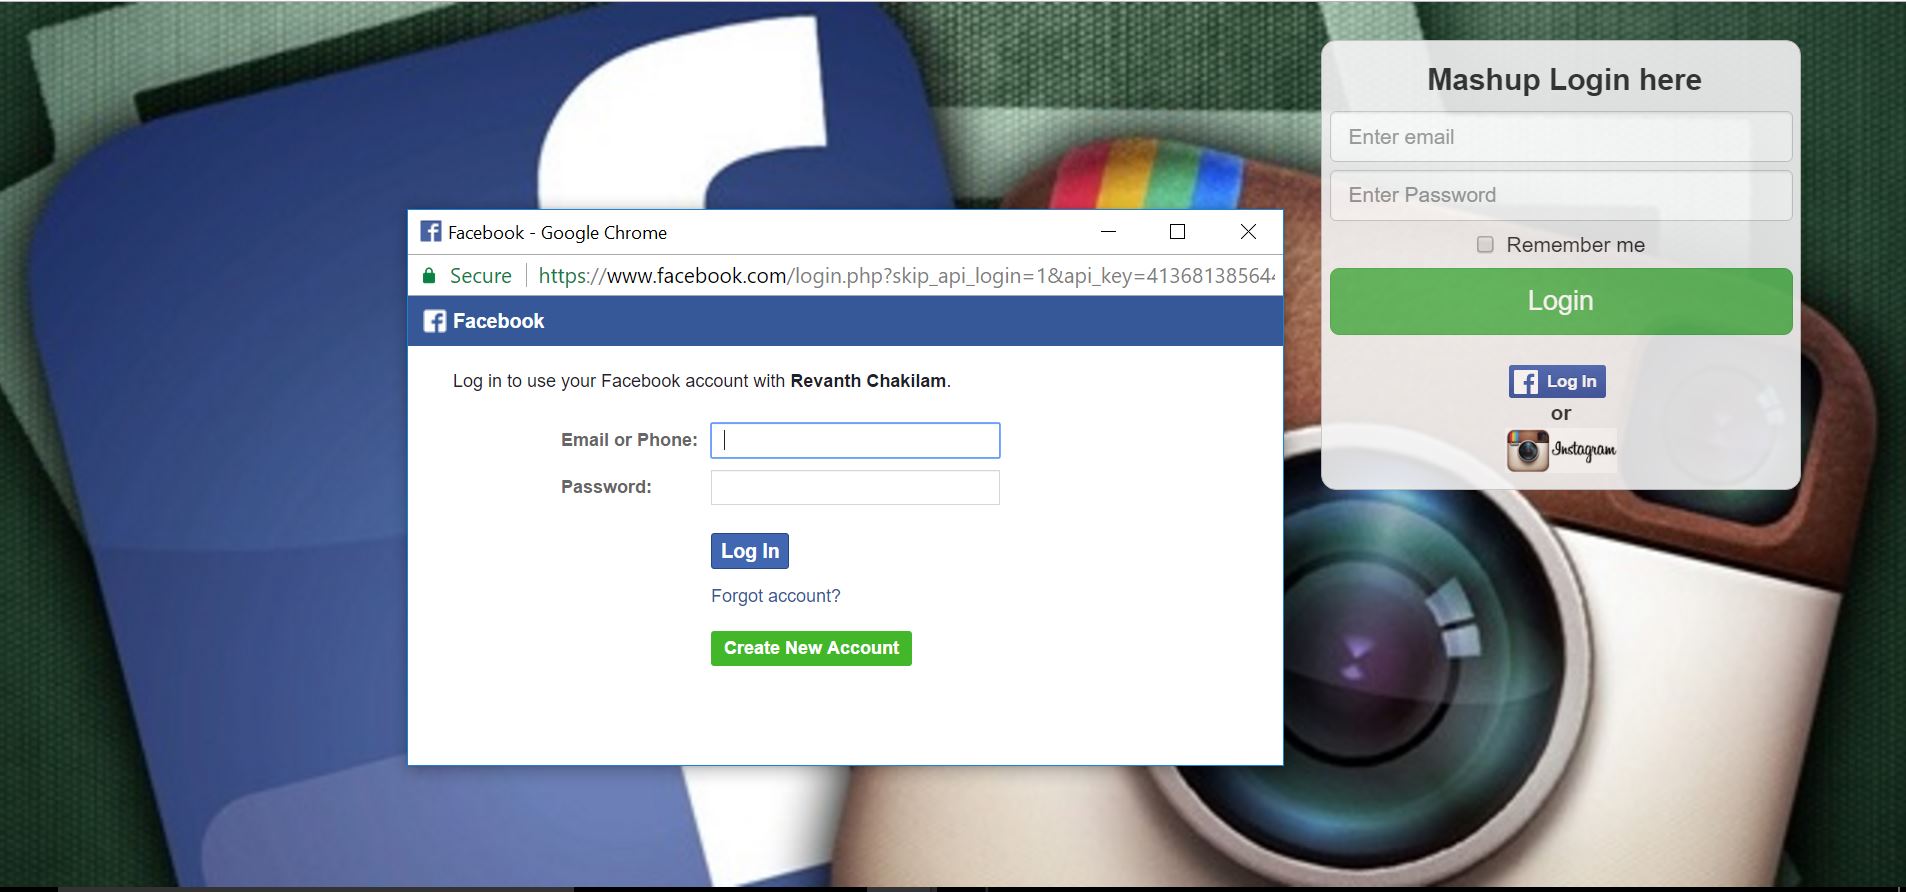 Mashup Login here
Enter email
Enter Password
Remember me
Login
Log In
or
Instagram
Facebook - Google Chrome
Secure https://www.facebook.com/login.php?skip_api_login=1&api_key=41368138564
Facebook
Log in to use your Facebook account with Revanth Chakilam.
Email or Phone:
Password:
Log In
Forgot account?
Create New Account